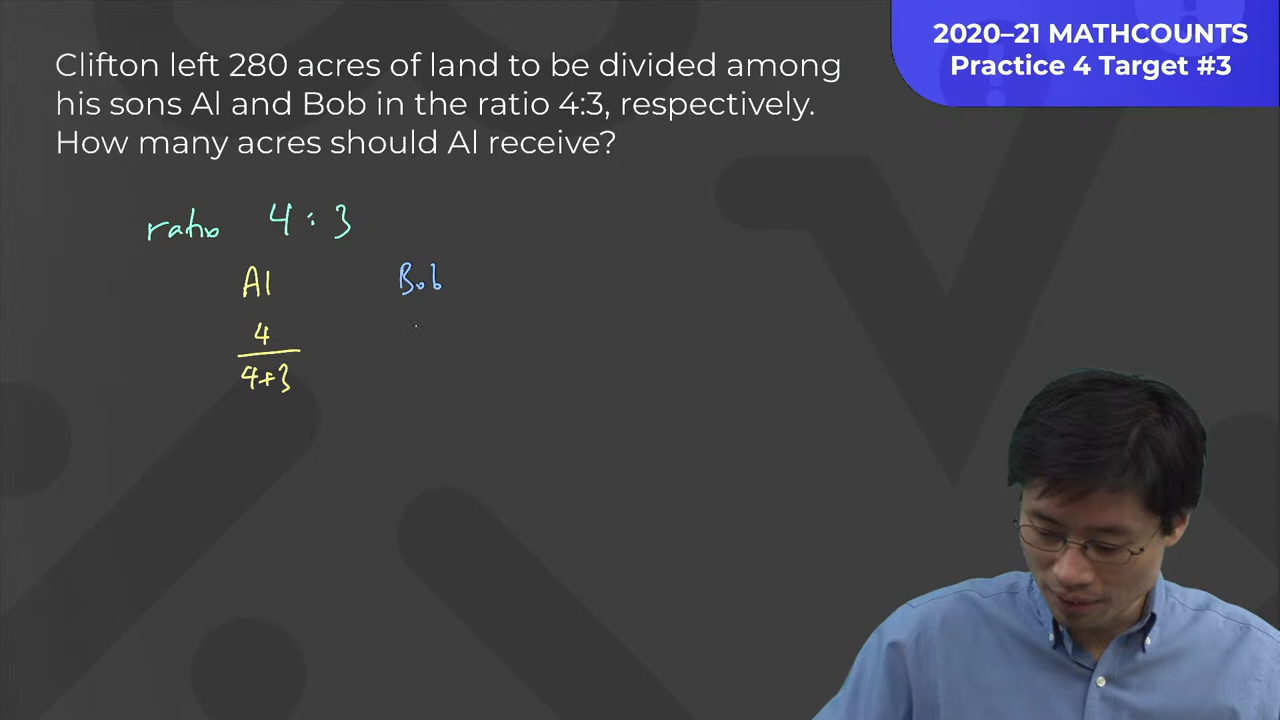 2020–21 MATHCOUNTS
Practice 4 Target #3
Clifton left 280 acres of land to be divided among
his sons Al and Bob in the ratio 4:3, respectively.
How many acres should Al receive?
ratio 4 : 3
Al Bob
4
4+3